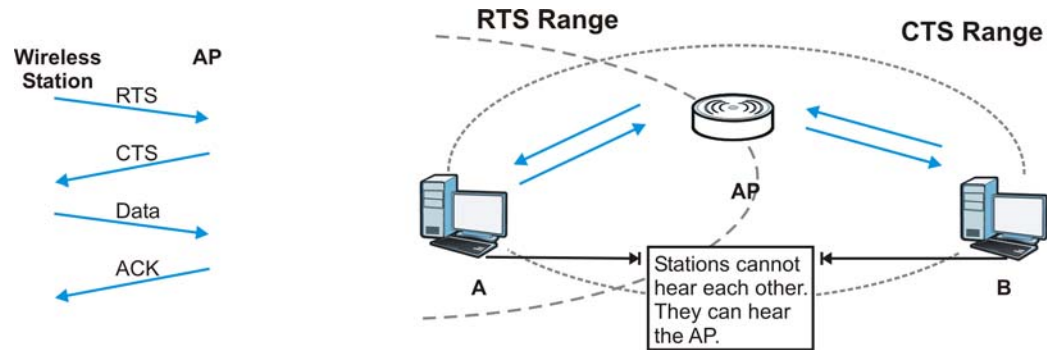 Wireless
Station
AP
RTS
CTS
Data
ACK
RTS Range
CTS Range
AP
A
B
Stations cannot
hear each other.
They can hear
the AP.